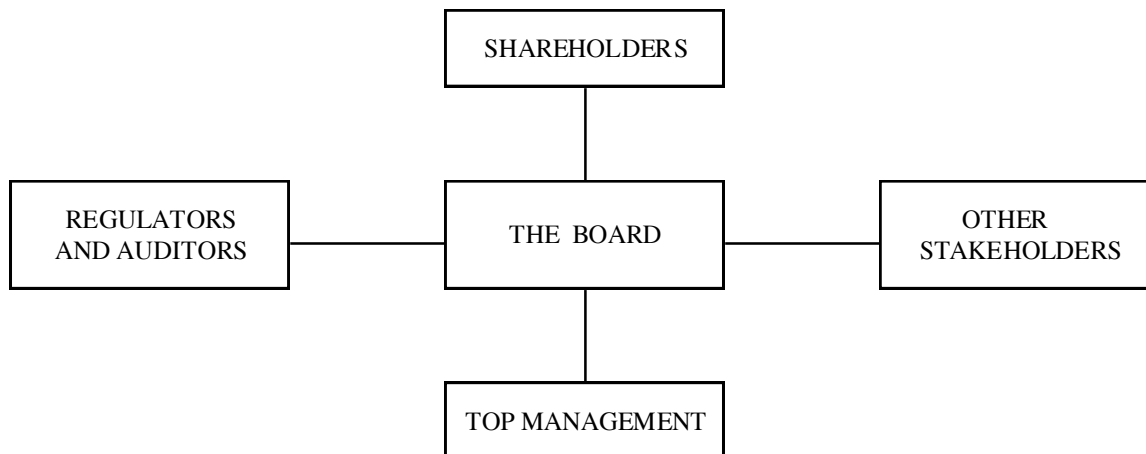 SHAREHOLDERS
REGULATORS
AND AUDITORS
THE BOARD
OTHER
STAKEHOLDERS
TOP MANAGEMENT